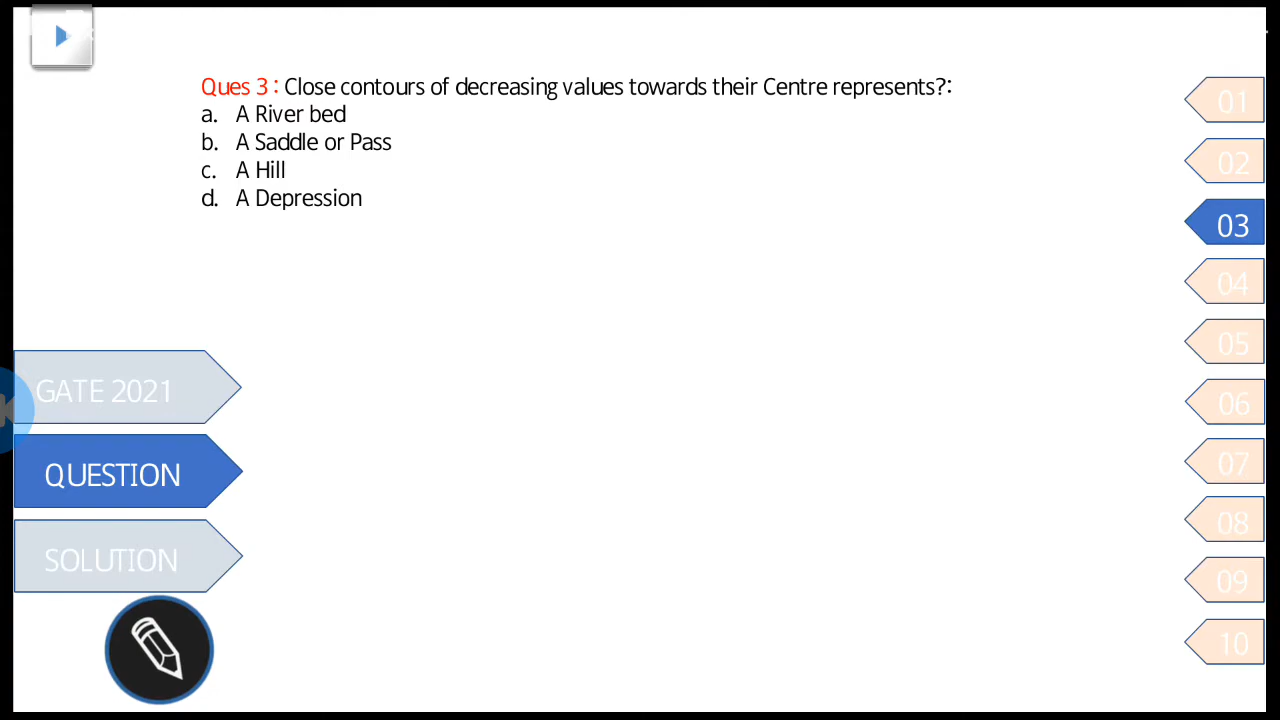 Ques 3 : Close contours of decreasing values towards their Centre represents?:
a. A River bed
b. A Saddle or Pass
c. A Hill
d. A Depression
GATE 2021
QUESTION
SOLUTION
01
02
03
04
05
06
07
08
09
10